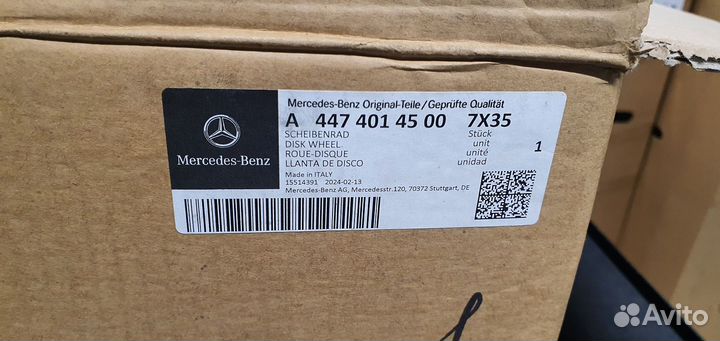 Mercedes-Benz Original-Teile/Geprüfte Qualität
A 447 401 45 00 7X35
SCHEIBENRAD Stück
DISK WHEEL unit 1
ROUE-DISQUE unité
LLANTA DE DISCO unidad
Made in ITALY
15514391 2024-02-13
Mercedes-Benz AG, Mercedesstr.120, 70372 Stuttgart, DE
Mercedes-Benz
Avito